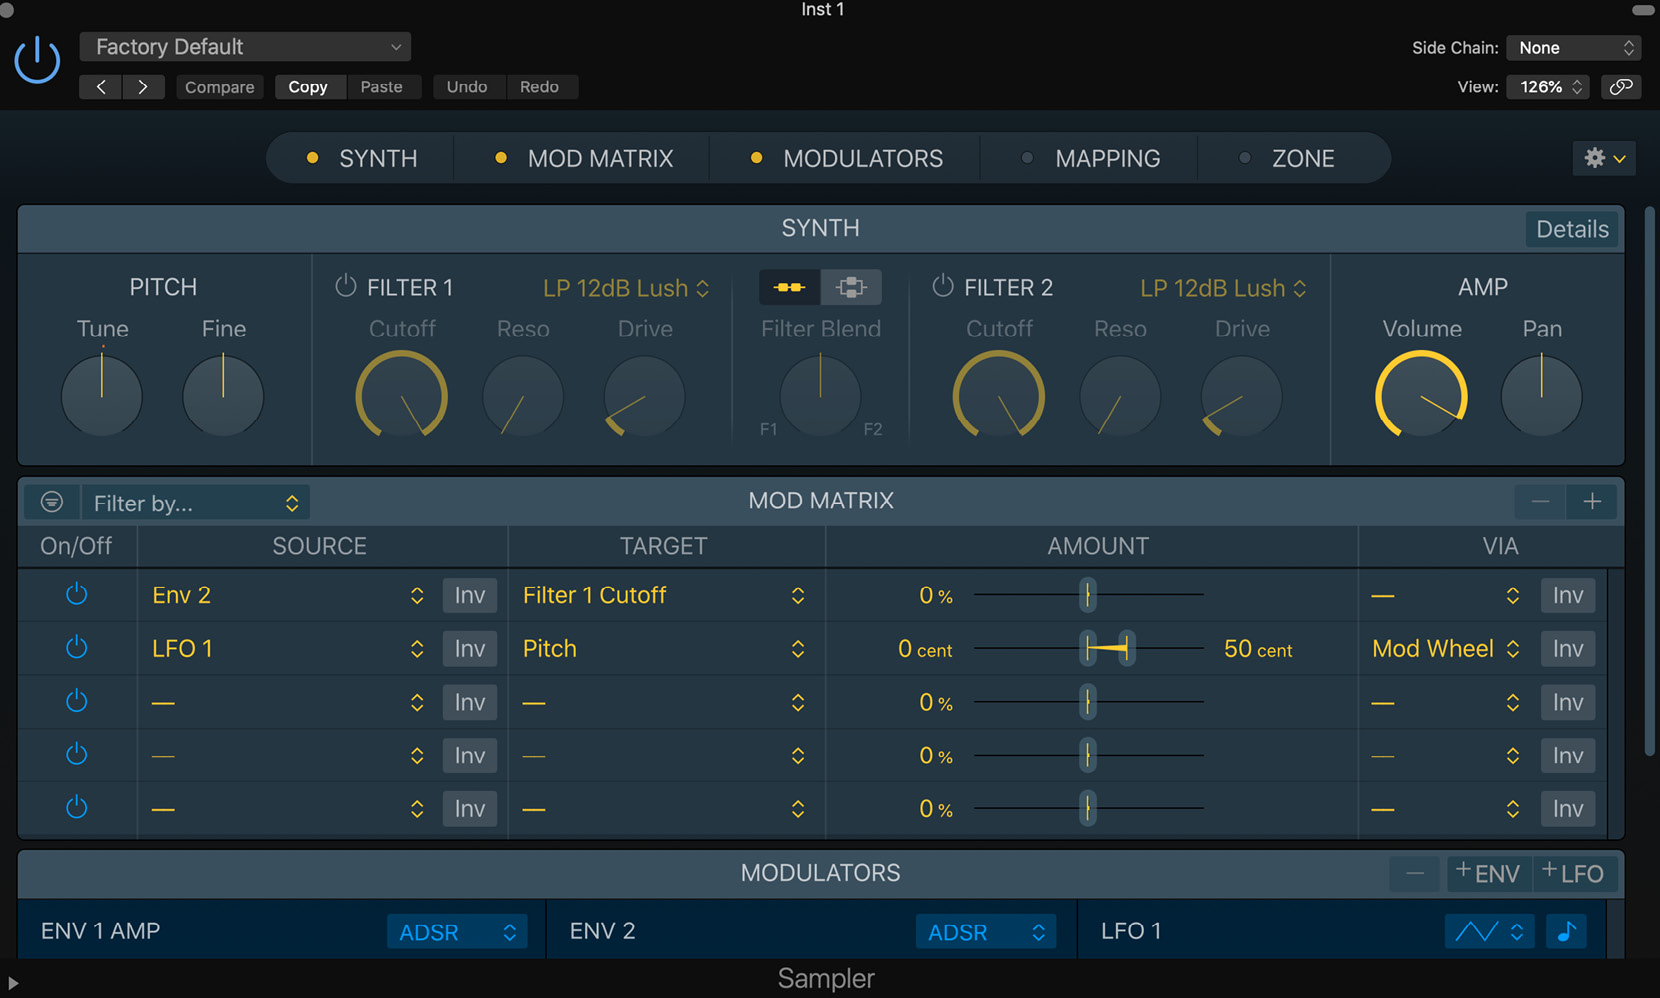 Inst 1
Factory Default
Side Chain: None
Compare Copy Paste Undo Redo
View: 126%
SYNTH MOD MATRIX MODULATORS MAPPING ZONE
SYNTH Details
PITCH FILTER 1 LP 12dB Lush FILTER 2 LP 12dB Lush AMP
Tune Fine Cutoff Reso Drive Filter Blend Cutoff Reso Drive Volume Pan
F1 F2
Filter by... MOD MATRIX − +
On/Off SOURCE TARGET AMOUNT VIA
Env 2 Inv Filter 1 Cutoff 0 % — Inv
LFO 1 Inv Pitch 0 cent 50 cent Mod Wheel Inv
— Inv — 0 % — Inv
— Inv — 0 % — Inv
— Inv — 0 % — Inv
MODULATORS − +ENV +LFO
ENV 1 AMP ADSR ENV 2 ADSR LFO 1
Sampler